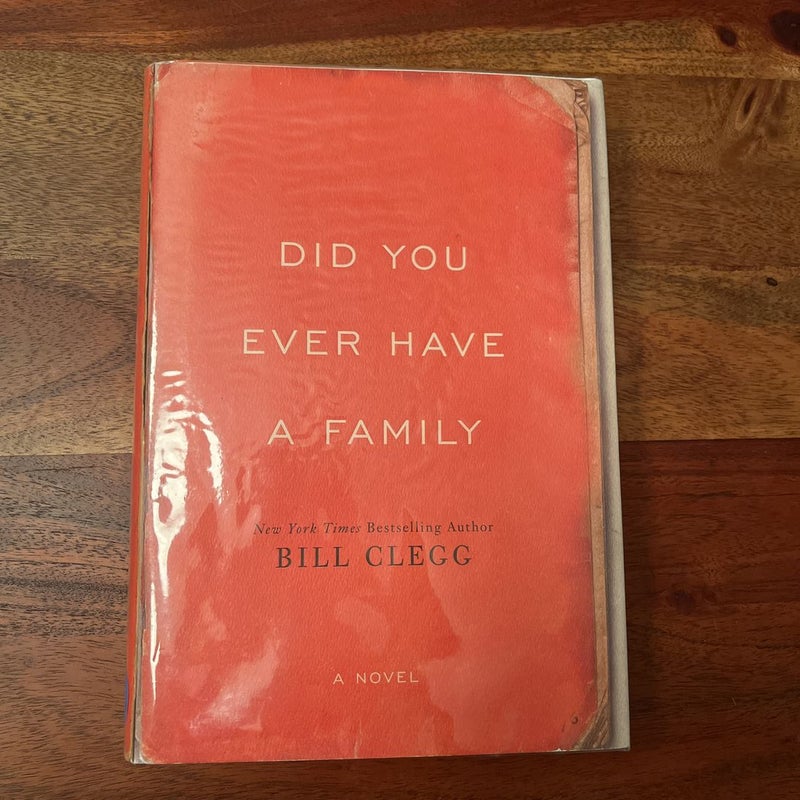 DID YOU
EVER HAVE
A FAMILY
New York Times Bestselling Author
BILL CLEGG
A NOVEL